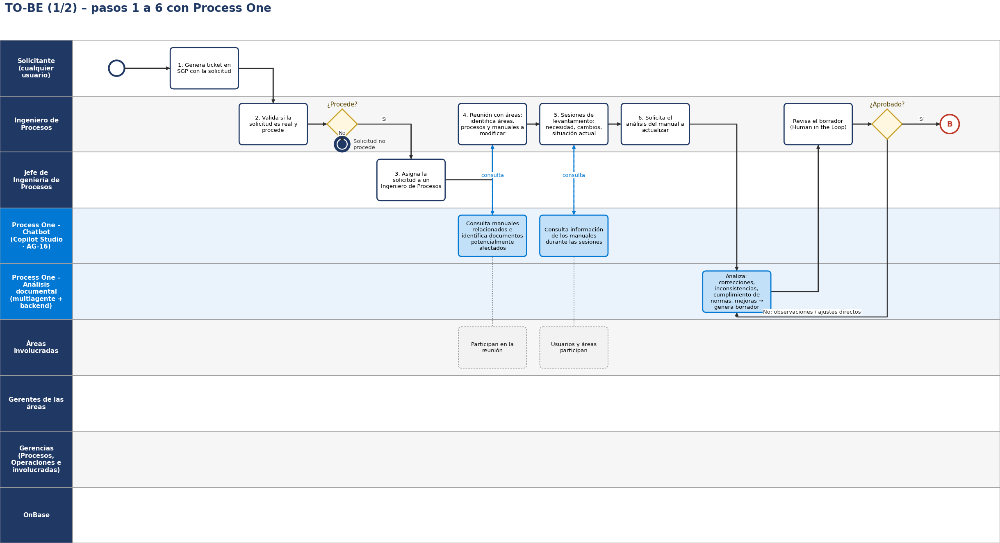 TO-BE (1/2) – pasos 1 a 6 con Process One
Solicitante
(cualquier
usuario)
1. Genera ticket en
SGP con la solicitud
Ingeniero de
Procesos
2. Valida si la
solicitud es real y
procede
¿Procede?
Sí
No
Solicitud no
procede
4. Reunión con áreas:
identifica áreas,
procesos y manuales a
modificar
5. Sesiones de
levantamiento:
necesidad, cambios,
situación actual
6. Solicita el
análisis del manual a
actualizar
Revisa el borrador
(Human in the Loop)
¿Aprobado?
Sí
B
Jefe de
Ingeniería de
Procesos
3. Asigna la
solicitud a un
Ingeniero de Procesos
consulta
consulta
Process One –
Chatbot
(Copilot Studio
· AG-16)
Consulta manuales
relacionados e
identifica documentos
potencialmente
afectados
Consulta información
de los manuales
durante las sesiones
Process One –
Análisis
documental
(multiagente +
backend)
Analiza:
correcciones,
inconsistencias,
cumplimiento de
normas, mejoras →
genera borrador
No: observaciones / ajustes directos
Áreas
involucradas
Participan en la
reunión
Usuarios y áreas
participan
Gerentes de las
áreas
Gerencias
(Procesos,
Operaciones e
involucradas)
OnBase